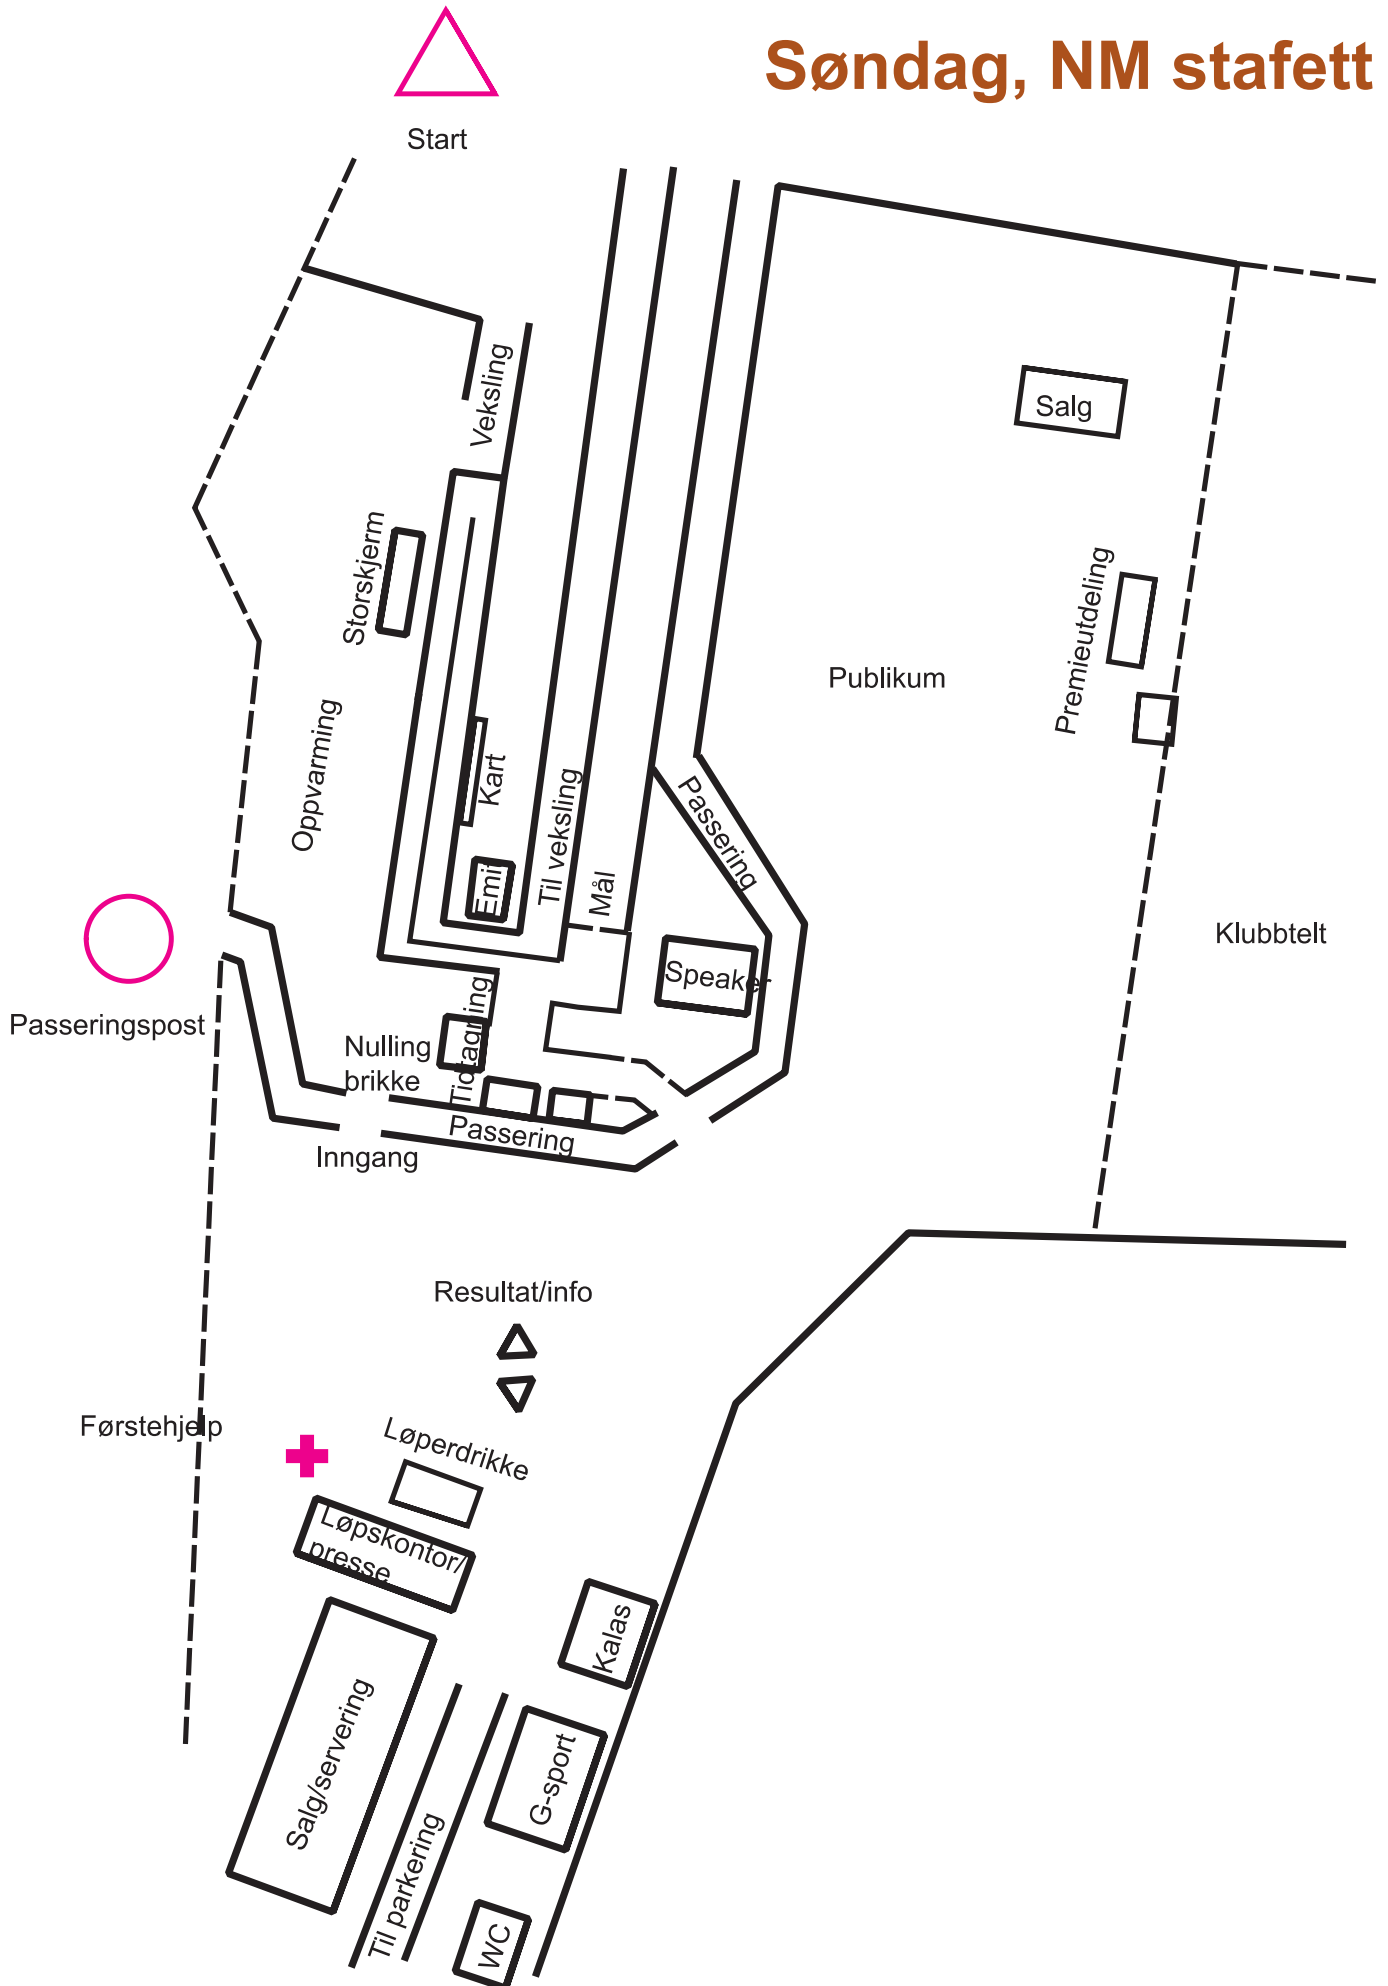 Søndag, NM stafett
Start
Veksling
Salg
Storskjerm
Premieutdeling
Publikum
Oppvarming
Kart
Til veksling
Passering
Emit
Mål
Klubbtelt
Speaker
Passeringspost
Tidtagning
Nulling
brikke
Passering
Inngang
Resultat/info
Førstehjelp
Løperdrikke
Løpskontor/
presse
Kalas
Salg/servering
G-sport
Til parkering
WC